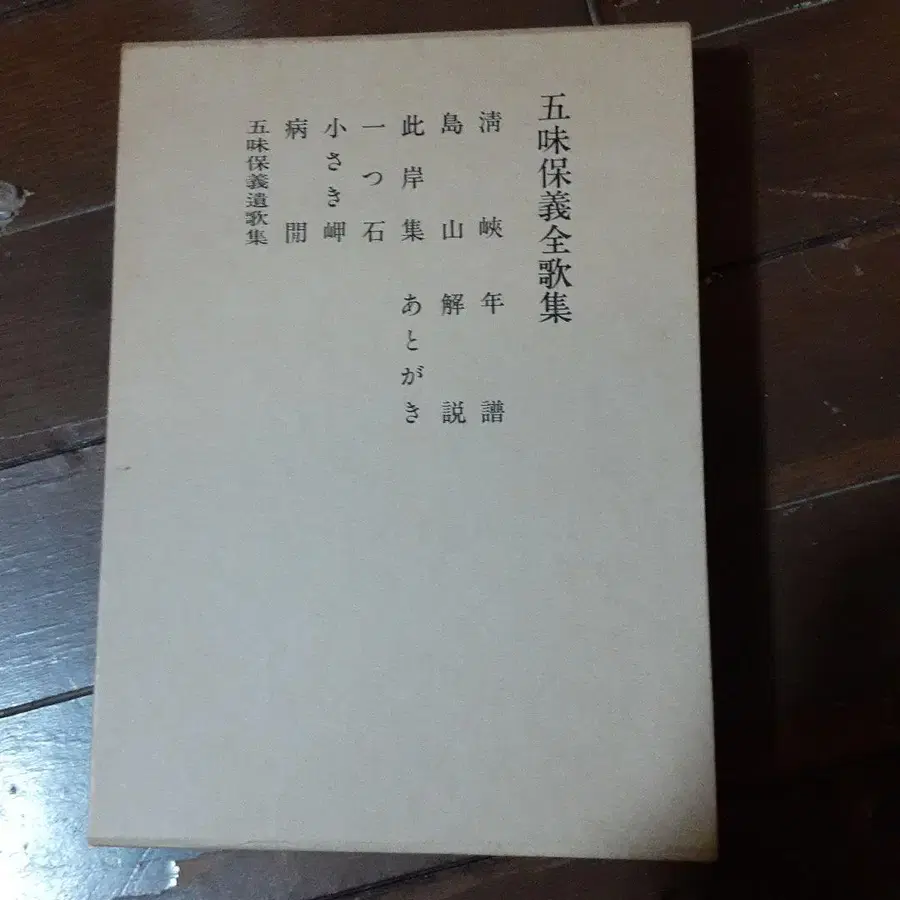 五味保義全歌集
清峽 年譜
島山 解説
此岸集 あとがき
一つ石
小さき岬
病間
五味保義遺歌集